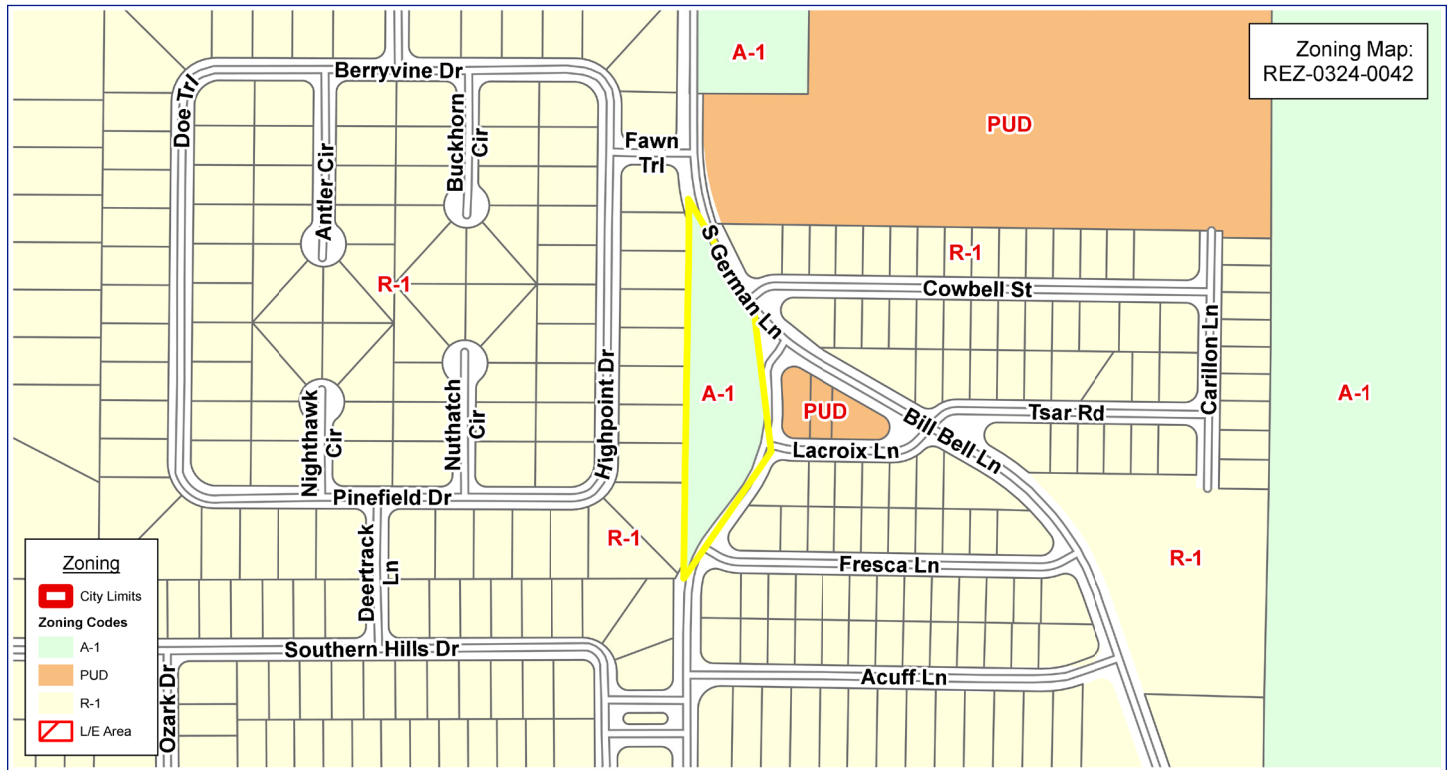 Zoning Map:
REZ-0324-0042
A-1
PUD
Berryvine Dr
Doe Trl
Antler Cir
Buckhorn
Cir
Fawn
Trl
S German Ln
R-1
R-1
Cowbell St
Carillon Ln
A-1
A-1
PUD
Tsar Rd
Bill Bell Ln
Lacroix Ln
Highpoint Dr
Nighthawk
Cir
Nuthatch
Cir
Pinefield Dr
R-1
R-1
Fresca Ln
Deertrack
Ln
Southern Hills Dr
Acuff Ln
Ozark Dr
Zoning
City Limits
Zoning Codes
A-1
PUD
R-1
L/E Area